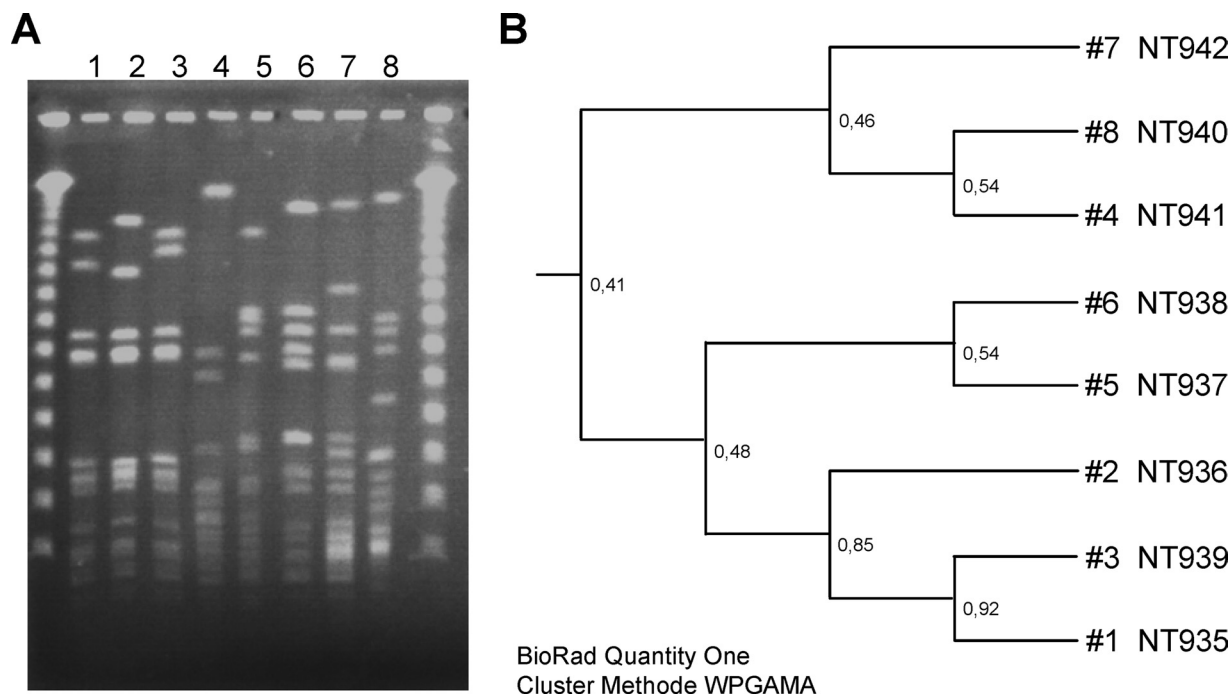 A
1 2 3 4 5 6 7 8
B
#7 NT942
0,46
#8 NT940
0,54
#4 NT941
0,41
#6 NT938
0,54
#5 NT937
0,48
#2 NT936
0,85
#3 NT939
0,92
#1 NT935
BioRad Quantity One
Cluster Methode WPGAMA